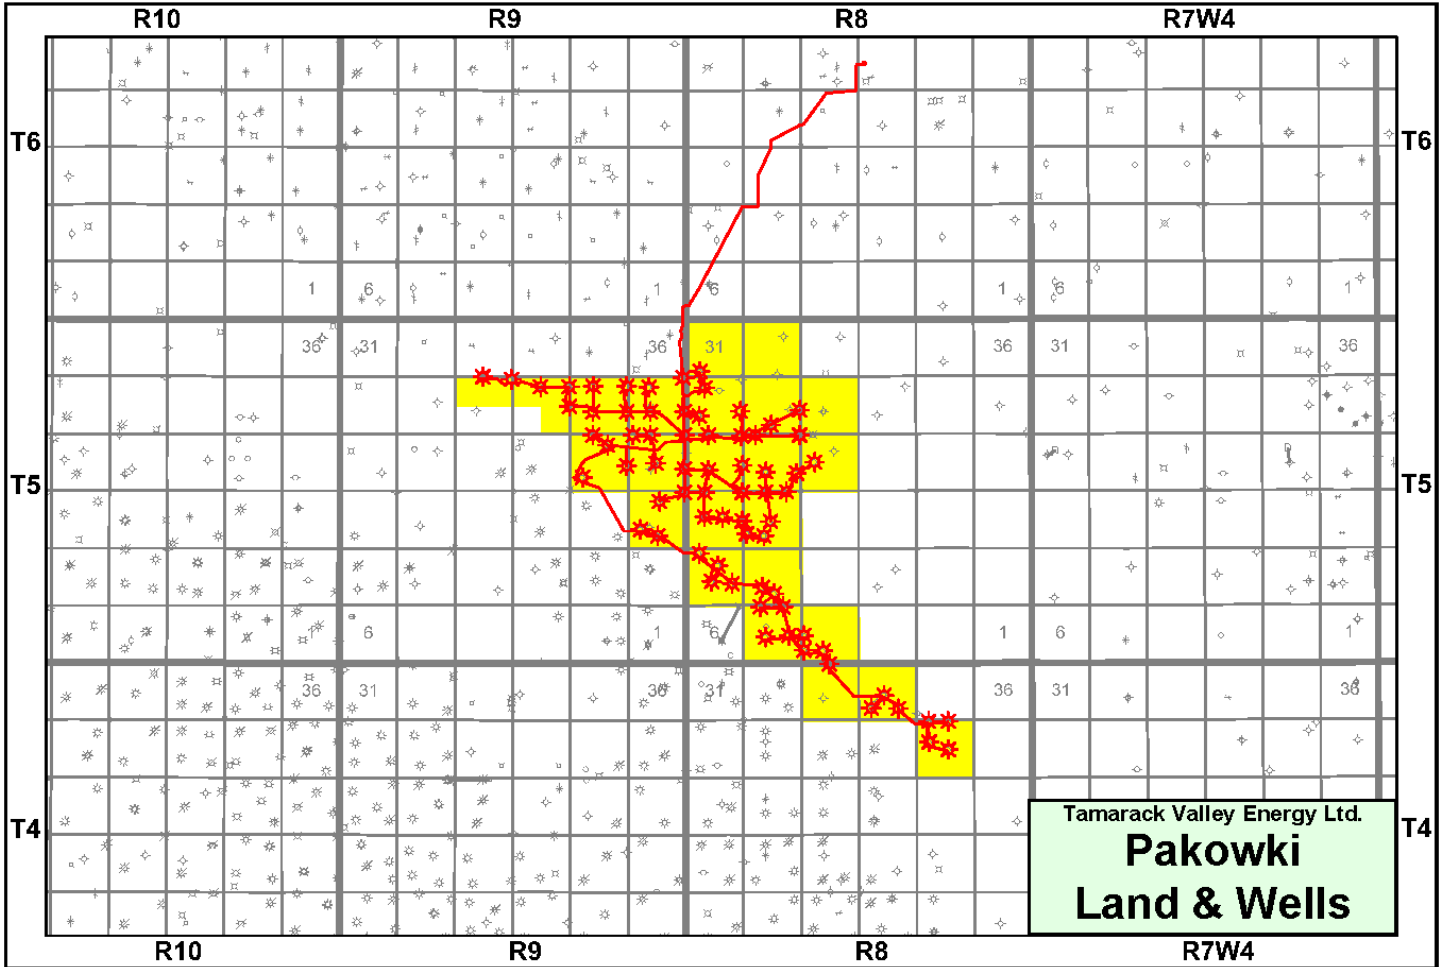 R10 R9 R8 R7W4
T6 T6
1 6 1 6 1 6 1
36 31 36 31 36 31 36
T5 T5
1 6 1 6 1 6 1
36 31 36 31 36 31 36
T4 T4
Tamarack Valley Energy Ltd.
Pakowki
Land & Wells
R10 R9 R8 R7W4